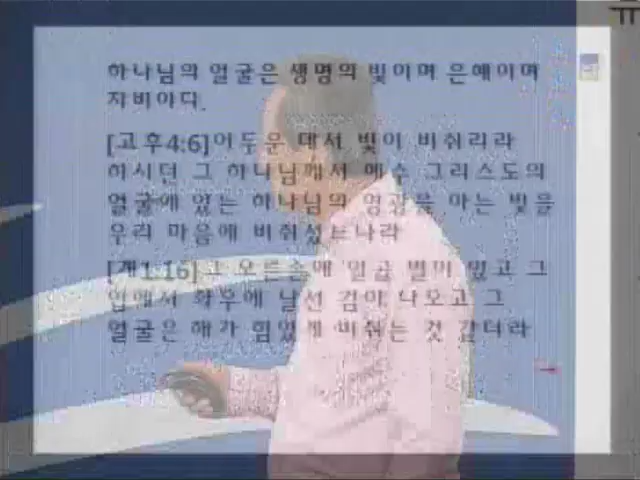 하나님의 얼굴은 생명의 빛이며 은혜이며
자비이다.
[고후4:6]어두운 데서 빛이 비취리라
하시던 그 하나님께서 예수 그리스도의
얼굴에 있는 하나님의 영광을 아는 빛을
우리 마음에 비취셨느니라
[계1:16]그 오른손에 일곱 별이 있고 그
입에서 좌우에 날선 검이 나오고 그
얼굴은 해가 힘있게 비취는 것 같더라